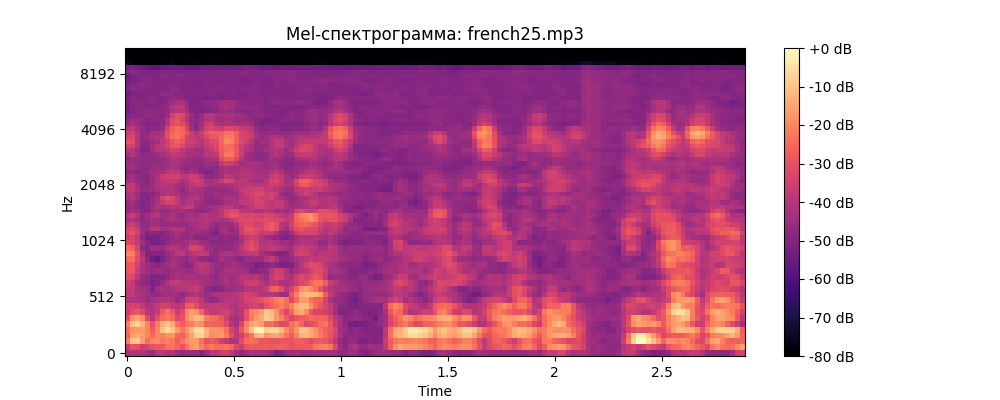 Mel-спектрограмма: french25.mp3
8192
4096
2048
1024
512
0
Hz
0
0.5
1
1.5
2
2.5
Time
+0 dB
-10 dB
-20 dB
-30 dB
-40 dB
-50 dB
-60 dB
-70 dB
-80 dB